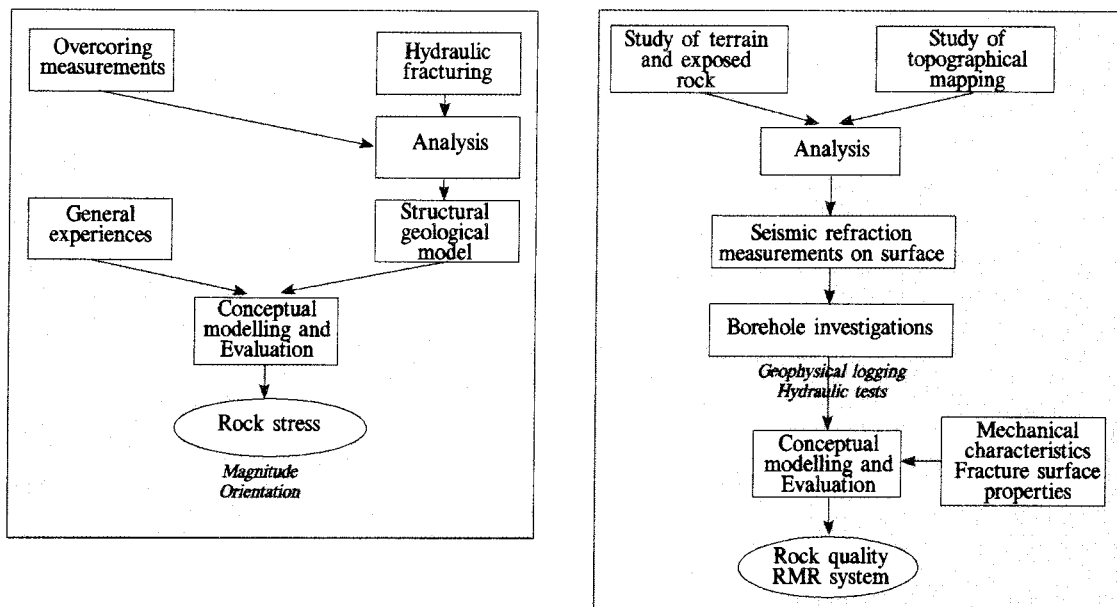 Overcoring
measurements
Hydraulic
fracturing
Analysis
General
experiences
Structural
geological
model
Conceptual
modelling and
Evaluation
Rock stress
Magnitude
Orientation
Study of terrain
and exposed
rock
Study of
topographical
mapping
Analysis
Seismic refraction
measurements on surface
Borehole investigations
Geophysical logging
Hydraulic tests
Conceptual
modelling and
Evaluation
Mechanical
characteristics
Fracture surface
properties
Rock quality
RMR system